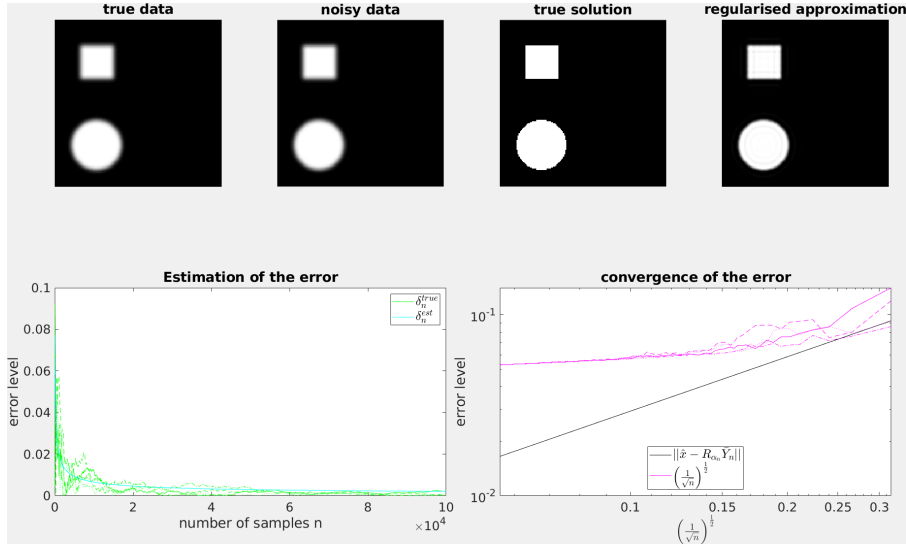 true data
noisy data
true solution
regularised approximation
Estimation of the error
error level
0.1
0.08
0.06
0.04
0.02
0
δ_n^{true}
δ_n^{est}
0 2 4 6 8 10
number of samples n
×10^4
convergence of the error
error level
10^{-1}
10^{-2}
||x̂ − R_{α_n} Ȳ_n||
(1/√n)^{1/2}
0.1 0.15 0.2 0.25 0.3
(1/√n)^{1/2}